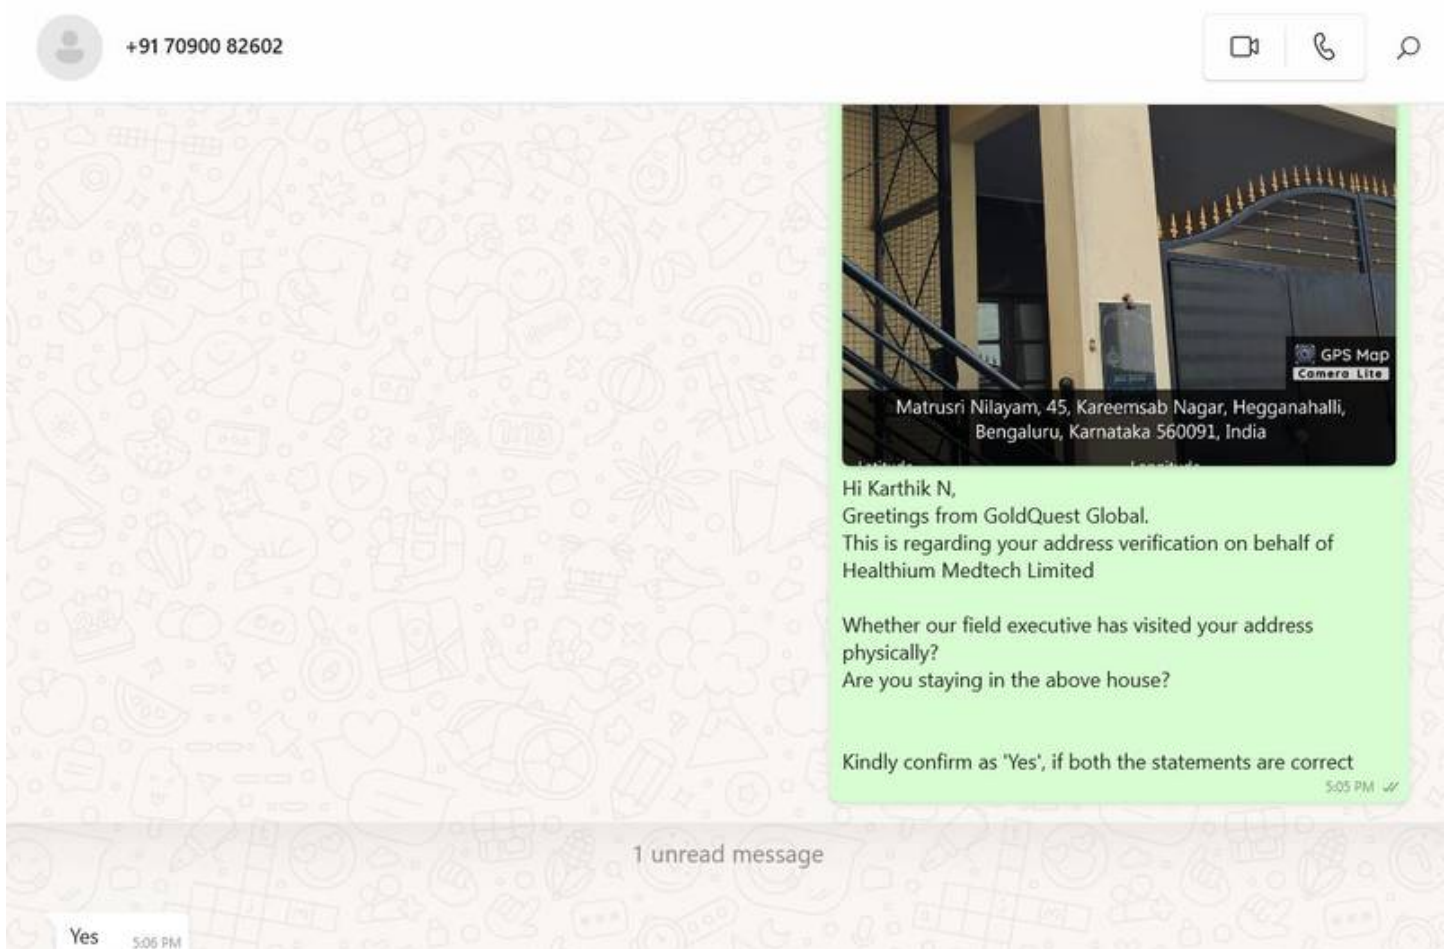 +91 70900 82602
GPS Map
Camera Lite
Matrusri Nilayam, 45, Kareemsab Nagar, Hegganahalli,
Bengaluru, Karnataka 560091, India
Hi Karthik N,
Greetings from GoldQuest Global.
This is regarding your address verification on behalf of
Healthium Medtech Limited
Whether our field executive has visited your address
physically?
Are you staying in the above house?
Kindly confirm as 'Yes', if both the statements are correct
5:05 PM
1 unread message
Yes
5:06 PM